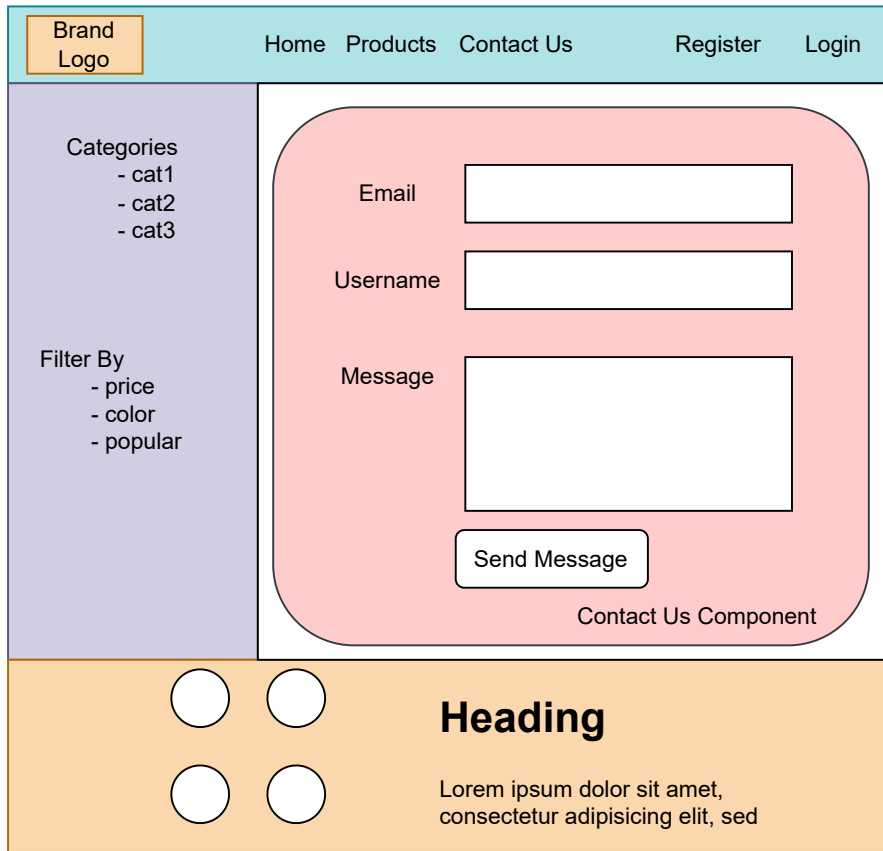 Brand
Logo
Home Products Contact Us Register Login
Categories
- cat1
- cat2
- cat3
Filter By
- price
- color
- popular
Email
Username
Message
Send Message
Contact Us Component
Heading
Lorem ipsum dolor sit amet,
consectetur adipisicing elit, sed